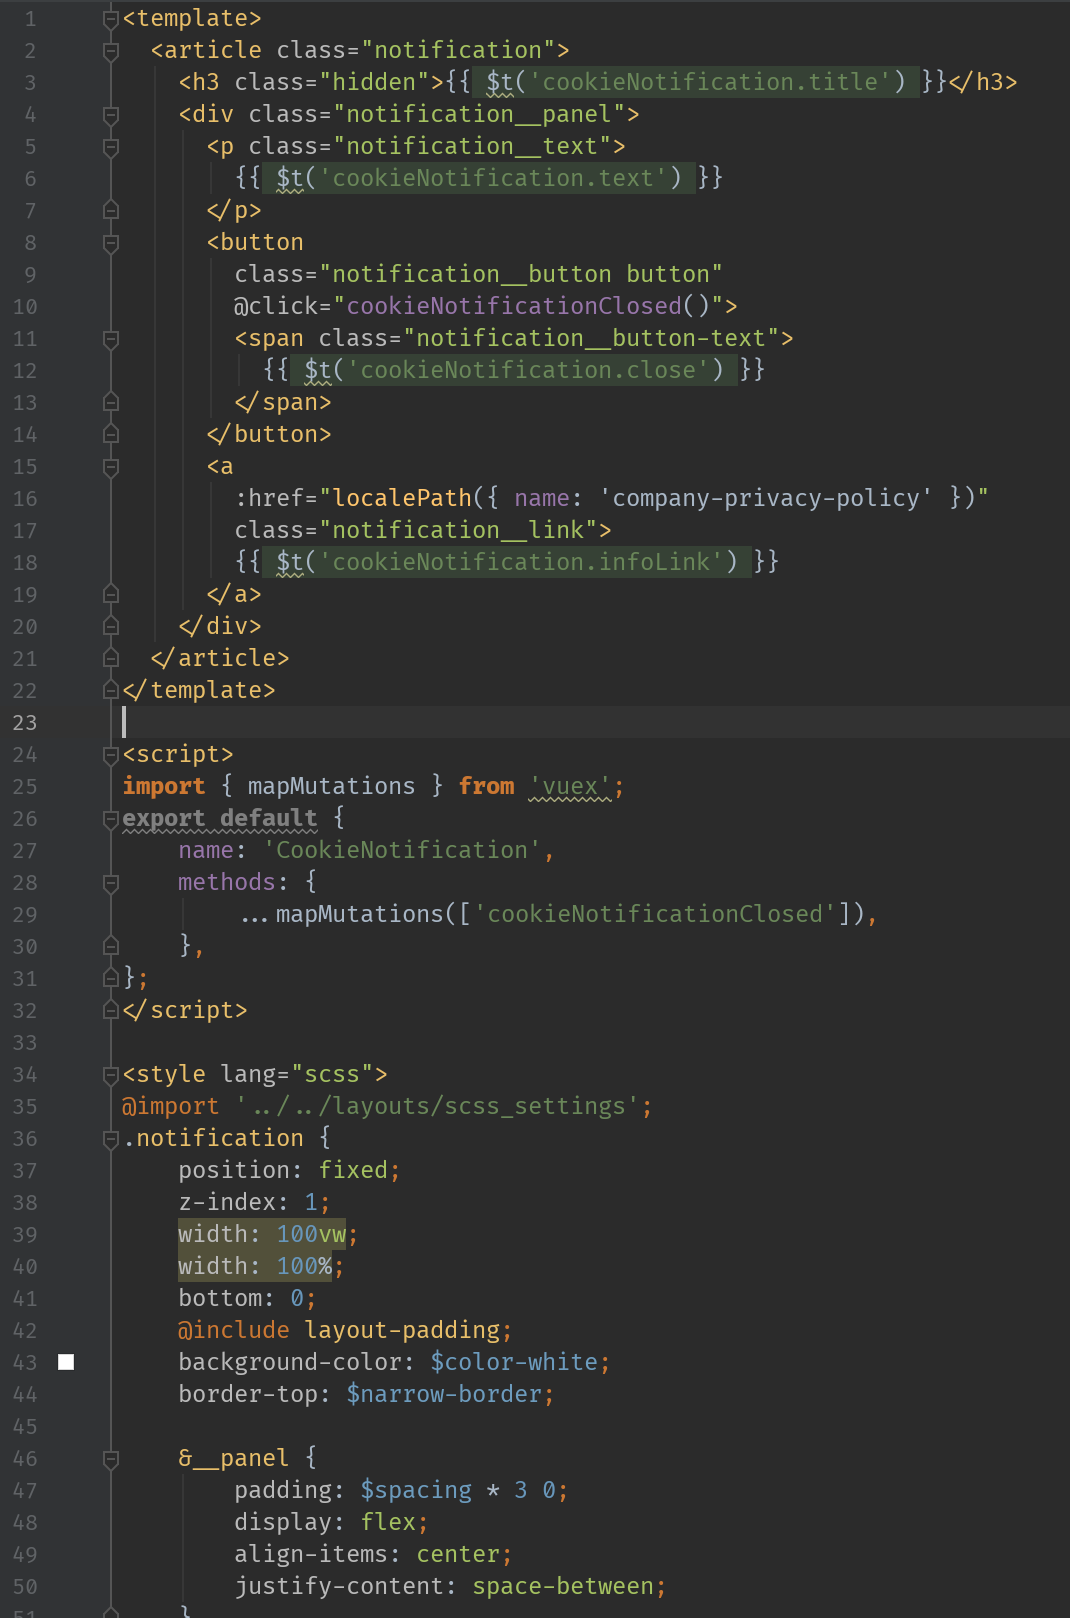 1 <template>
2 <article class="notification">
3 <h3 class="hidden">{{ $t('cookieNotification.title') }}</h3>
4 <div class="notification__panel">
5 <p class="notification__text">
6 {{ $t('cookieNotification.text') }}
7 </p>
8 <button
9 class="notification__button button"
10 @click="cookieNotificationClosed()">
11 <span class="notification__button-text">
12 {{ $t('cookieNotification.close') }}
13 </span>
14 </button>
15 <a
16 :href="localePath({ name: 'company-privacy-policy' })"
17 class="notification__link">
18 {{ $t('cookieNotification.infoLink') }}
19 </a>
20 </div>
21 </article>
22 </template>
23
24 <script>
25 import { mapMutations } from 'vuex';
26 export default {
27 name: 'CookieNotification',
28 methods: {
29 ...mapMutations(['cookieNotificationClosed']),
30 },
31 };
32 </script>
33
34 <style lang="scss">
35 @import '../../layouts/scss_settings';
36 .notification {
37 position: fixed;
38 z-index: 1;
39 width: 100vw;
40 width: 100%;
41 bottom: 0;
42 @include layout-padding;
43 background-color: $color-white;
44 border-top: $narrow-border;
45
46 &__panel {
47 padding: $spacing * 3 0;
48 display: flex;
49 align-items: center;
50 justify-content: space-between;
51 }